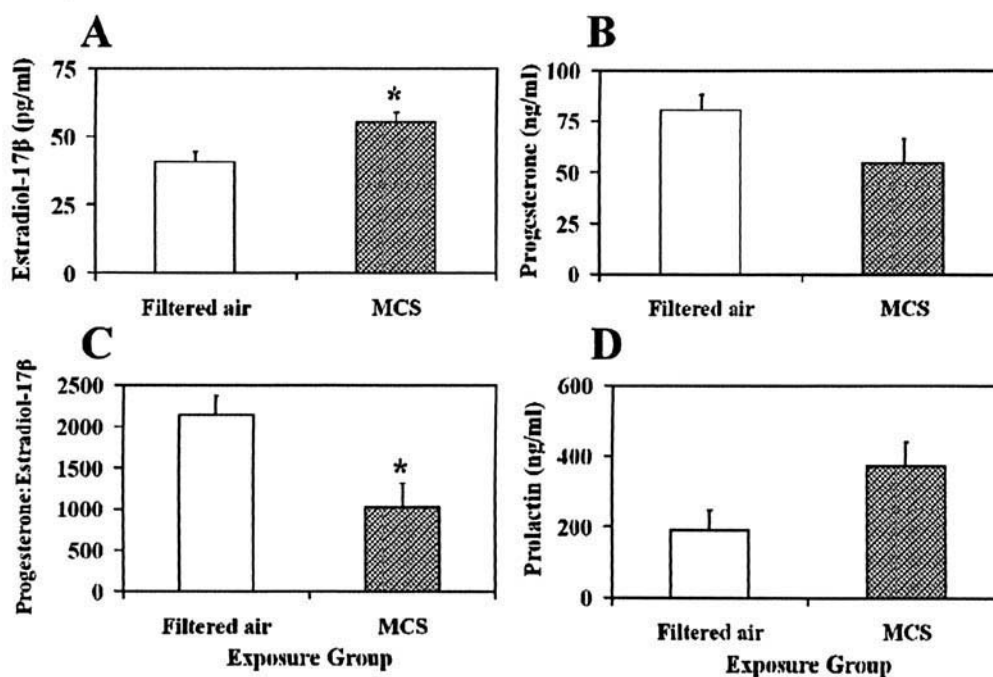 A
Estradiol-17β (pg/ml)
75
50
25
0
*
Filtered air
MCS
B
Progesterone (ng/ml)
100
75
50
25
0
Filtered air
MCS
C
Progesterone:Estradiol-17β
2500
2000
1500
1000
500
0
*
Filtered air
MCS
Exposure Group
D
Prolactin (ng/ml)
600
400
200
0
Filtered air
MCS
Exposure Group